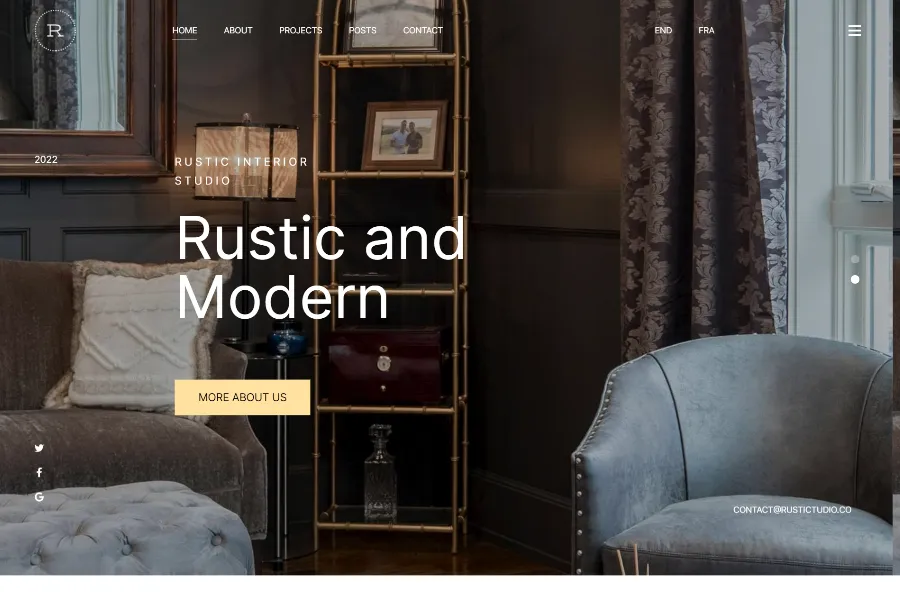 R
HOME ABOUT PROJECTS POSTS CONTACT END FRA
2022
RUSTIC INTERIOR
STUDIO
Rustic and
Modern
MORE ABOUT US
CONTACT@RUSTICTUDIO.CO